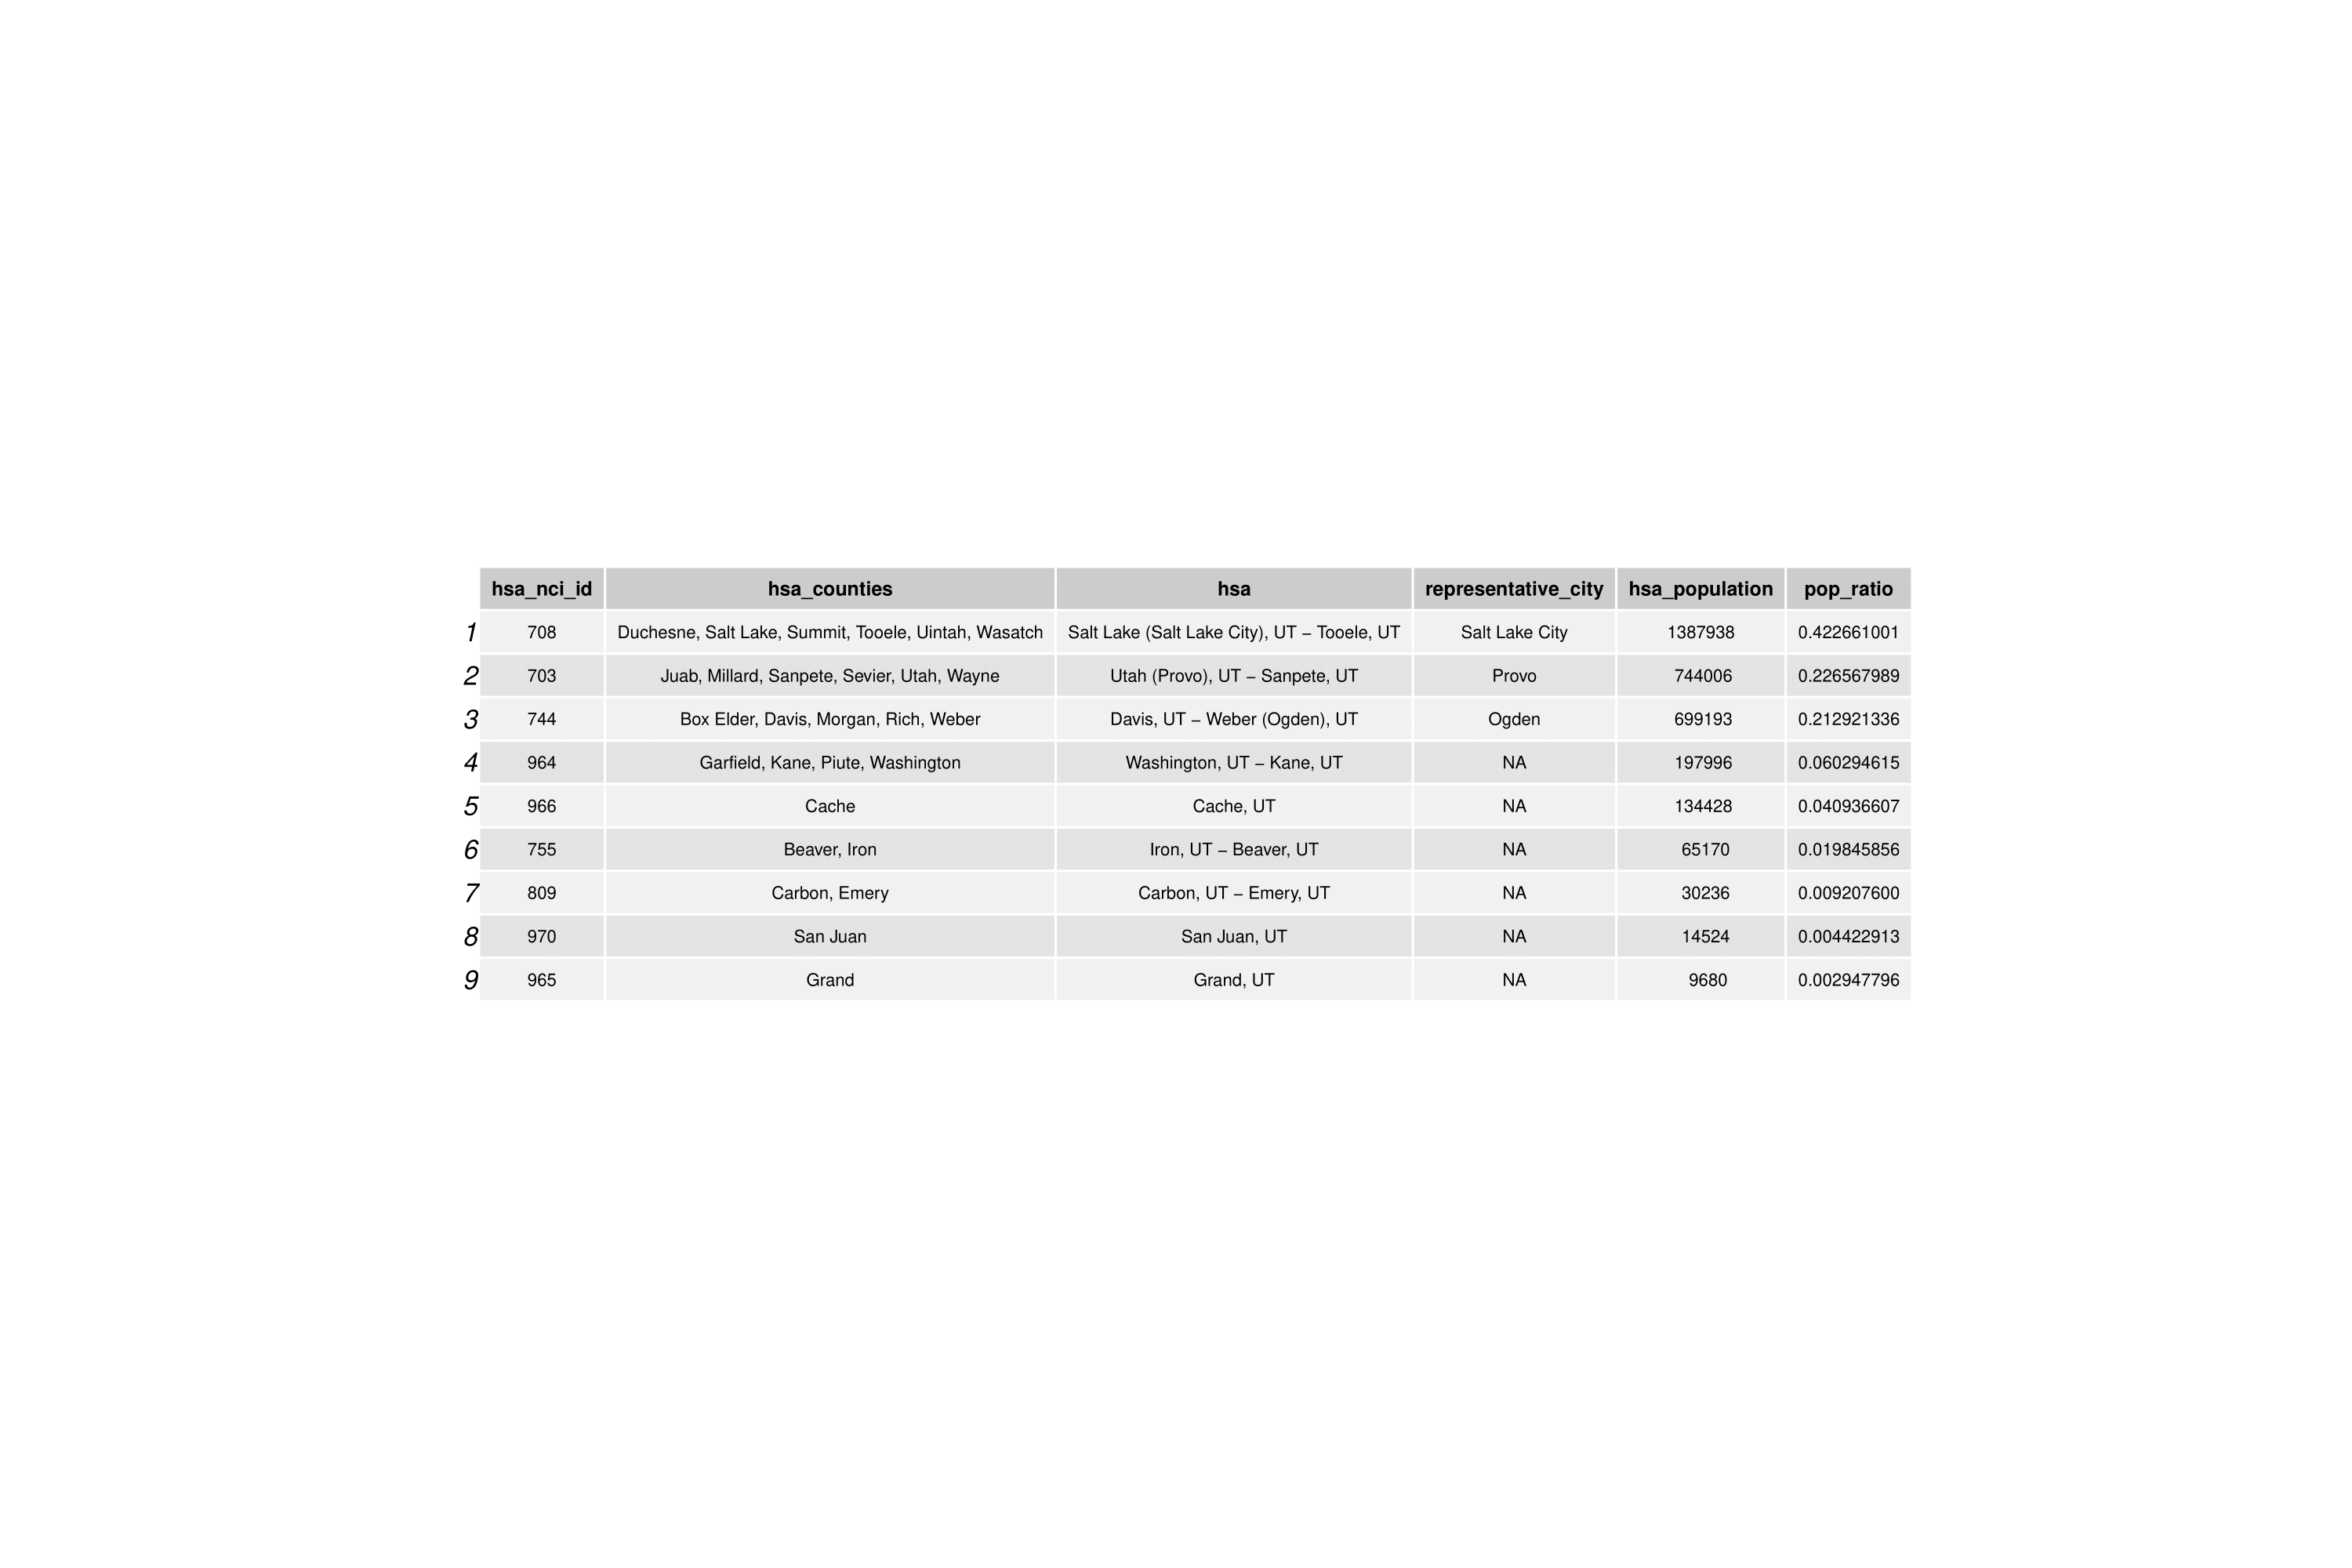 hsa_nci_id hsa_counties hsa representative_city hsa_population pop_ratio
1 708 Duchesne, Salt Lake, Summit, Tooele, Uintah, Wasatch Salt Lake (Salt Lake City), UT − Tooele, UT Salt Lake City 1387938 0.422661001
2 703 Juab, Millard, Sanpete, Sevier, Utah, Wayne Utah (Provo), UT − Sanpete, UT Provo 744006 0.226567989
3 744 Box Elder, Davis, Morgan, Rich, Weber Davis, UT − Weber (Ogden), UT Ogden 699193 0.212921336
4 964 Garfield, Kane, Piute, Washington Washington, UT − Kane, UT NA 197996 0.060294615
5 966 Cache Cache, UT NA 134428 0.040936607
6 755 Beaver, Iron Iron, UT − Beaver, UT NA 65170 0.019845856
7 809 Carbon, Emery Carbon, UT − Emery, UT NA 30236 0.009207600
8 970 San Juan San Juan, UT NA 14524 0.004422913
9 965 Grand Grand, UT NA 9680 0.002947796